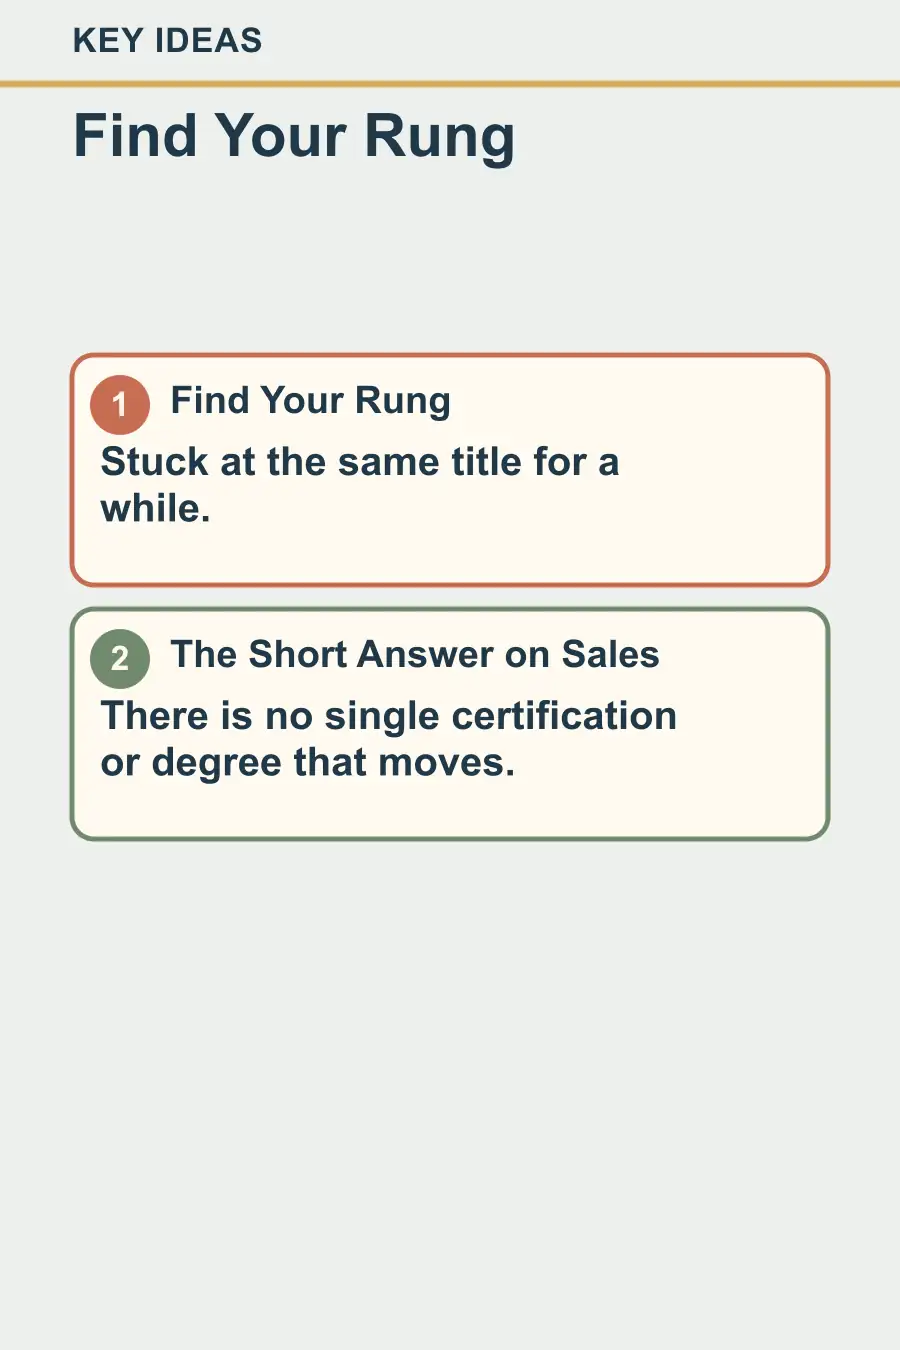 KEY IDEAS
Find Your Rung
1 Find Your Rung
Stuck at the same title for a
while.
2 The Short Answer on Sales
There is no single certification
or degree that moves.